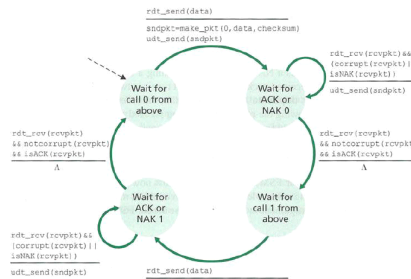 rdt_send(data)
sndpkt=make_pkt(0,data,checksum)
udt_send(sndpkt)
rdt_rcv(rcvpkt)&&
(corrupt(rcvpkt)||
isNAK(rcvpkt))
udt_send(sndpkt)
Wait for
call 0 from
above
Wait for
ACK or
NAK 0
rdt_rcv(rcvpkt)
&& notcorrupt(rcvpkt)
&& isACK(rcvpkt)
Λ
rdt_rcv(rcvpkt)
&& notcorrupt(rcvpkt)
&& isACK(rcvpkt)
Λ
Wait for
ACK or
NAK 1
Wait for
call 1 from
above
rdt_rcv(rcvpkt)&&
(corrupt(rcvpkt)||
isNAK(rcvpkt))
udt_send(sndpkt)
rdt_send(data)